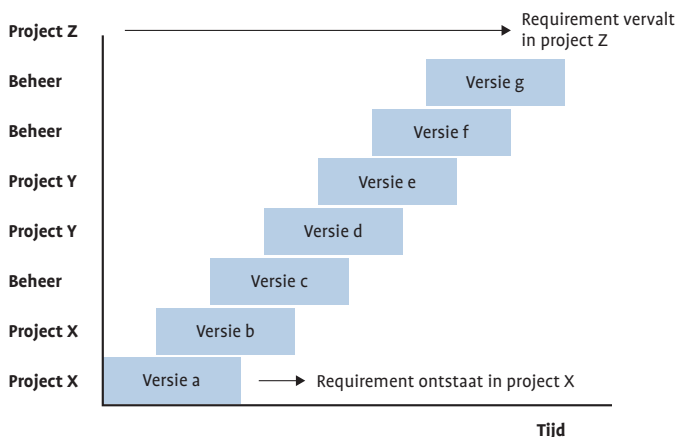 Project Z
Requirement vervalt
in project Z
Beheer
Versie g
Beheer
Versie f
Project Y
Versie e
Project Y
Versie d
Beheer
Versie c
Project X
Versie b
Project X
Versie a
Requirement ontstaat in project X
Tijd